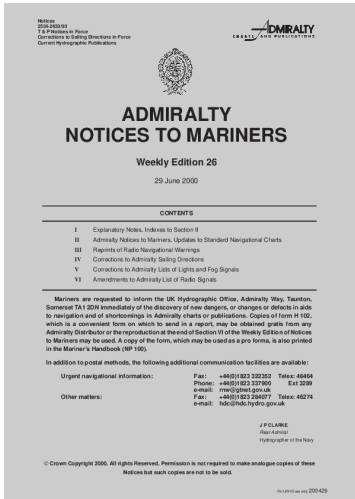 Notices
2534-2633/00
T & P Notices in Force
Corrections to Sailing Directions in Force
Current Hydrographic Publications
ADMIRALTY
CHARTS AND PUBLICATIONS
ADMIRALTY
NOTICES TO MARINERS
Weekly Edition 26
29 June 2000
CONTENTS
I Explanatory Notes. Indexes to Section II
II Admiralty Notices to Mariners. Updates to Standard Navigational Charts
III Reprints of Radio Navigational Warnings
IV Corrections to Admiralty Sailing Directions
V Corrections to Admiralty Lists of Lights and Fog Signals
VI Amendments to Admiralty List of Radio Signals
Mariners are requested to inform the UK Hydrographic Office, Admiralty Way, Taunton,
Somerset TA1 2DN immediately of the discovery of new dangers, or changes or defects in aids
to navigation and of shortcomings in Admiralty charts or publications. Copies of form H 102,
which is a convenient form on which to send in a report, may be obtained gratis from any
Admiralty Distributor or the reproduction at the end of Section VI of the Weekly Edition of Notices
to Mariners may be used. A copy of the form, which may be used as a pro forma, is also printed
in the Mariner's Handbook (NP 100).
In addition to postal methods, the following additional communication facilities are available:
Urgent navigational information: Fax: +44(0)1823 322352 Telex: 46464
Phone: +44(0)1823 337900 Ext 3289
e-mail: rnw@gtnet.gov.uk
Other matters: Fax: +44(0)1823 284077 Telex: 46274
e-mail: hdc@hdc.hydro.gov.uk
J P CLARKE
Rear Admiral
Hydrographer of the Navy
© Crown Copyright 2000. All rights Reserved. Permission is not required to make analogue copies of these
Notices but such copies are not to be sold.
200426